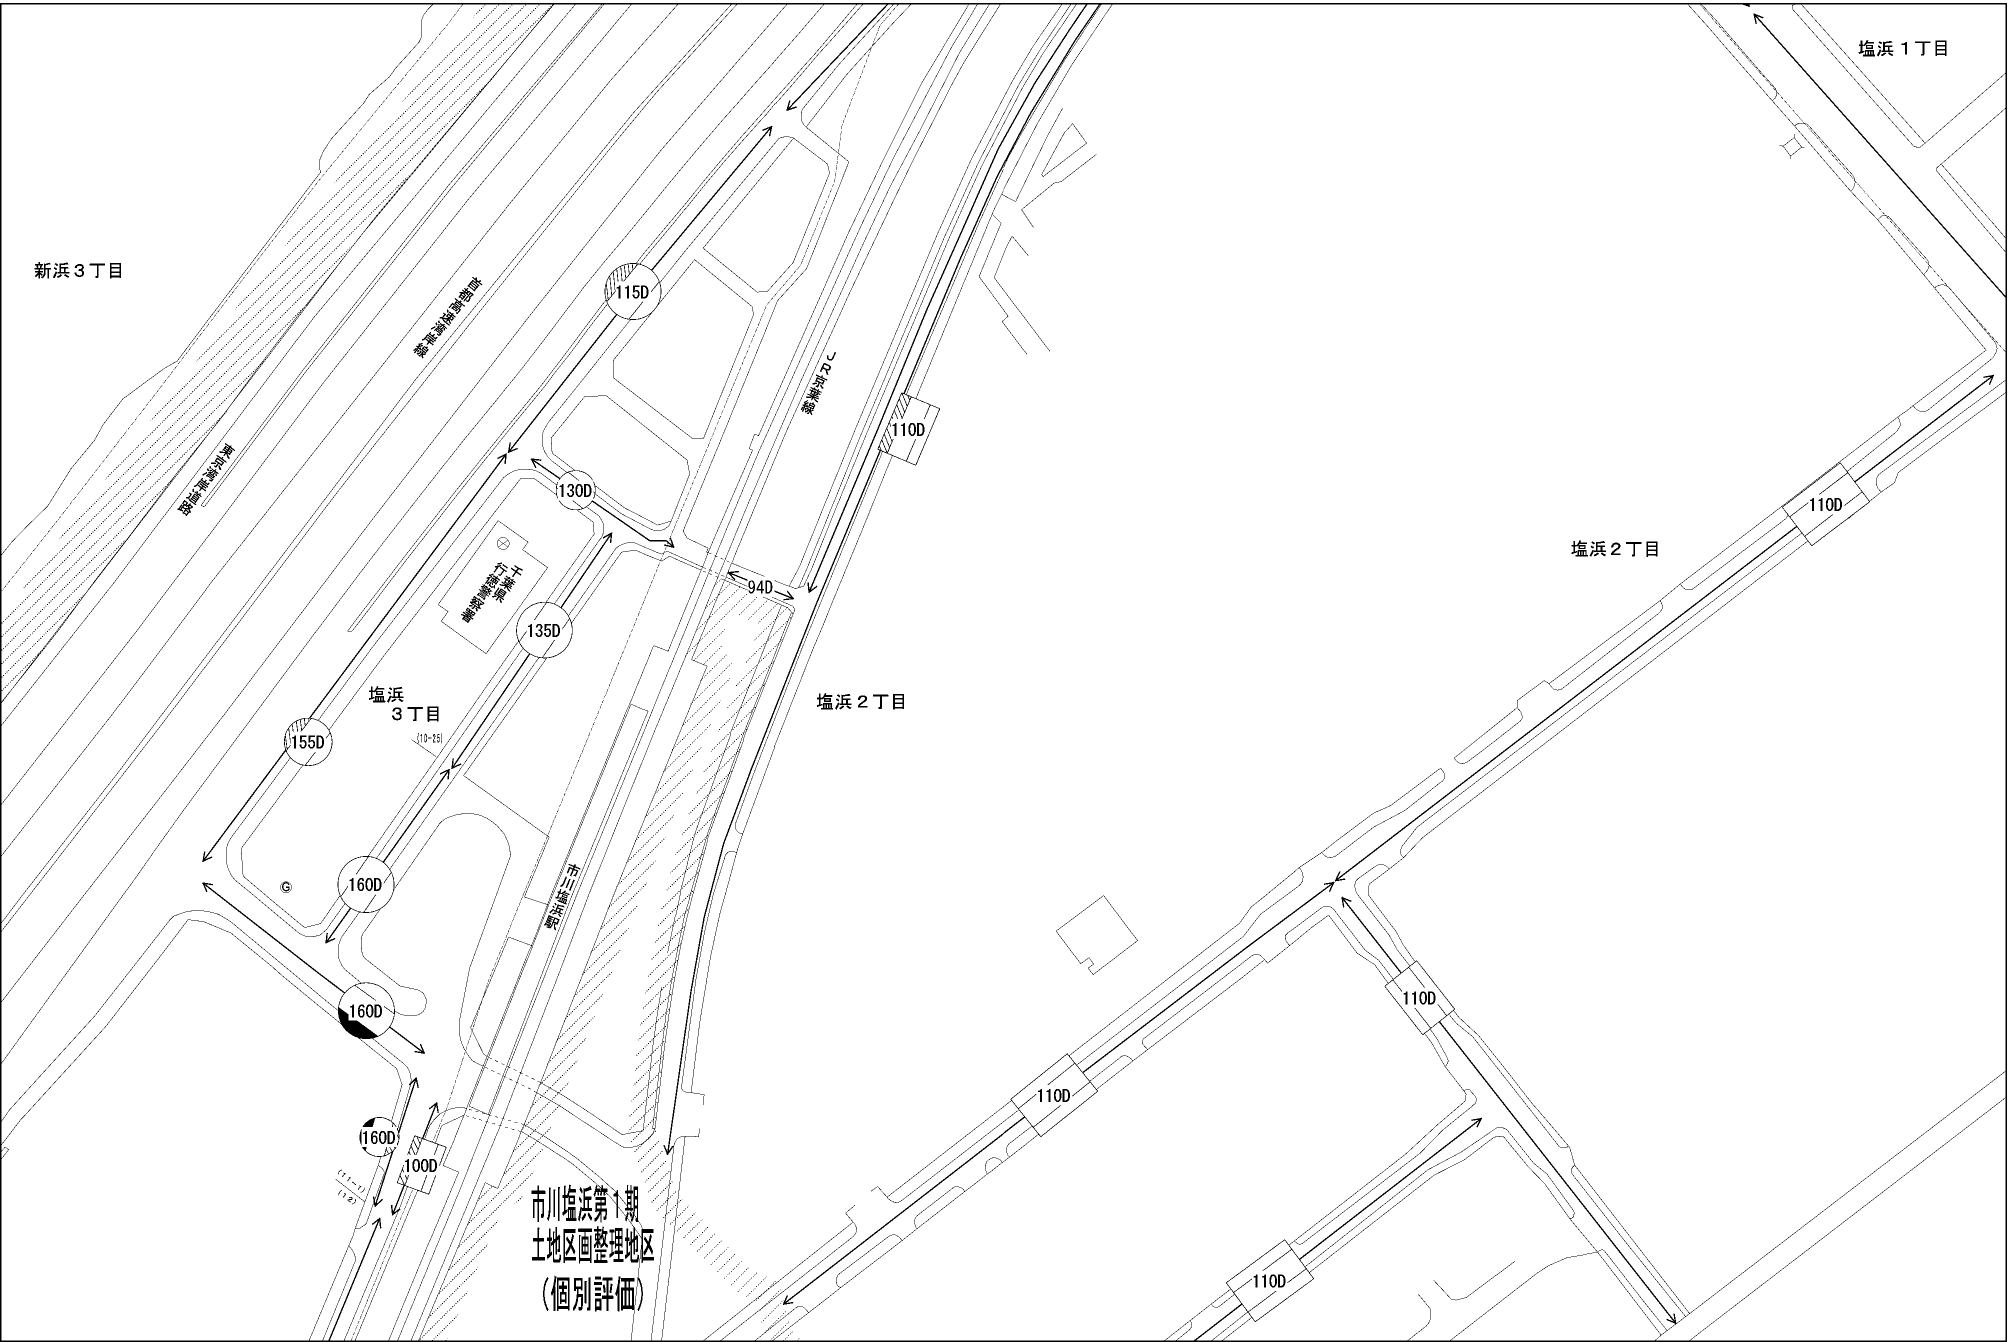 塩浜１丁目
新浜３丁目
首都高速湾岸線
115D
ＪＲ京葉線
110D
東京湾岸道路
130D
110D
塩浜２丁目
千葉県
行徳警察署
94D
135D
塩浜
３丁目
(10-25)
塩浜２丁目
155D
160D
G
市川塩浜駅
160D
110D
110D
160D
100D
(11-1)
(12)
市川塩浜第１期
土地区画整理地区
（個別評価）
110D